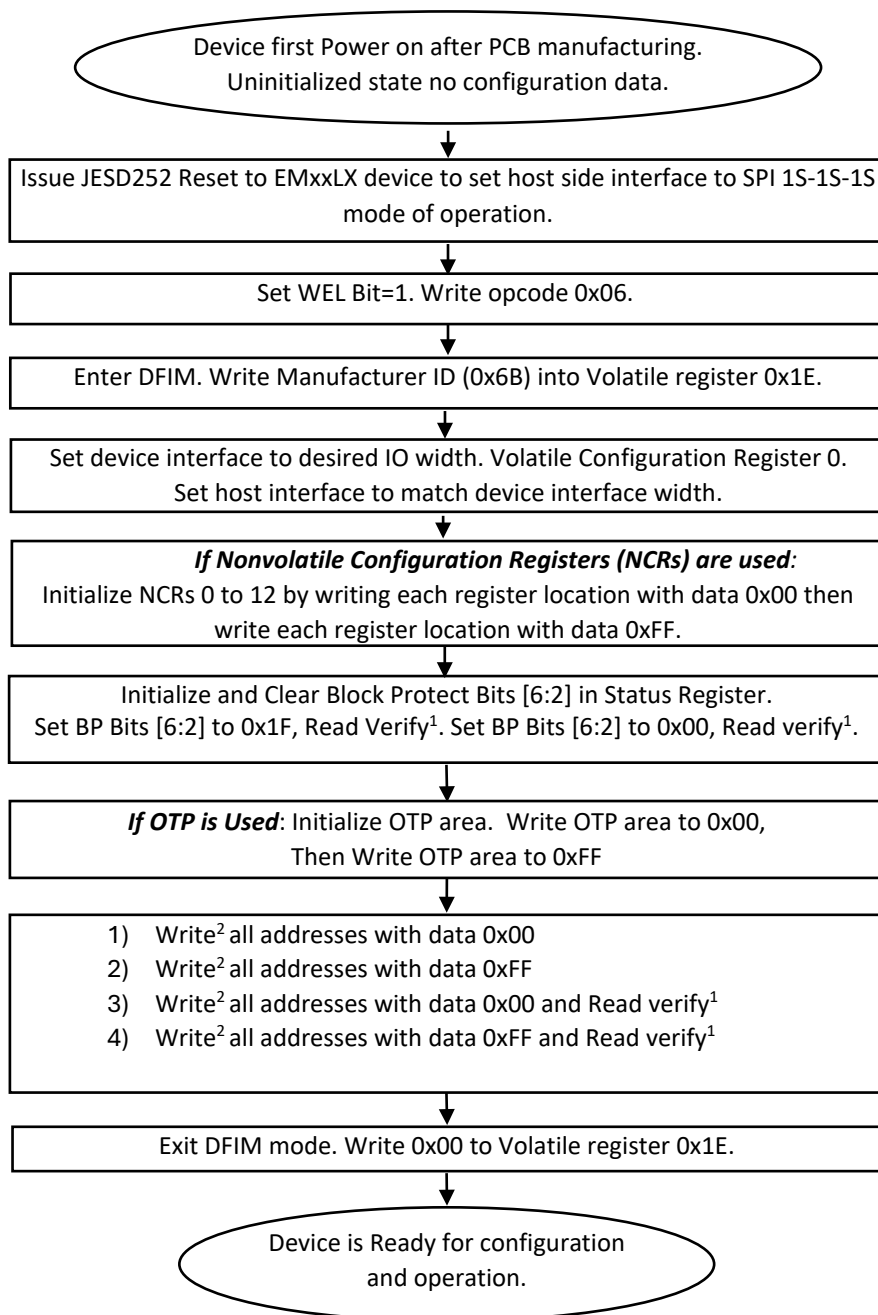 Device first Power on after PCB manufacturing.
Uninitialized state no configuration data.
Issue JESD252 Reset to EMxxLX device to set host side interface to SPI 1S-1S-1S
mode of operation.
Set WEL Bit=1. Write opcode 0x06.
Enter DFIM. Write Manufacturer ID (0x6B) into Volatile register 0x1E.
Set device interface to desired IO width. Volatile Configuration Register 0.
Set host interface to match device interface width.
If Nonvolatile Configuration Registers (NCRs) are used:
Initialize NCRs 0 to 12 by writing each register location with data 0x00 then
write each register location with data 0xFF.
Initialize and Clear Block Protect Bits [6:2] in Status Register.
Set BP Bits [6:2] to 0x1F, Read Verify¹. Set BP Bits [6:2] to 0x00, Read verify¹.
If OTP is Used: Initialize OTP area. Write OTP area to 0x00,
Then Write OTP area to 0xFF
1) Write² all addresses with data 0x00
2) Write² all addresses with data 0xFF
3) Write² all addresses with data 0x00 and Read verify¹
4) Write² all addresses with data 0xFF and Read verify¹
Exit DFIM mode. Write 0x00 to Volatile register 0x1E.
Device is Ready for configuration
and operation.